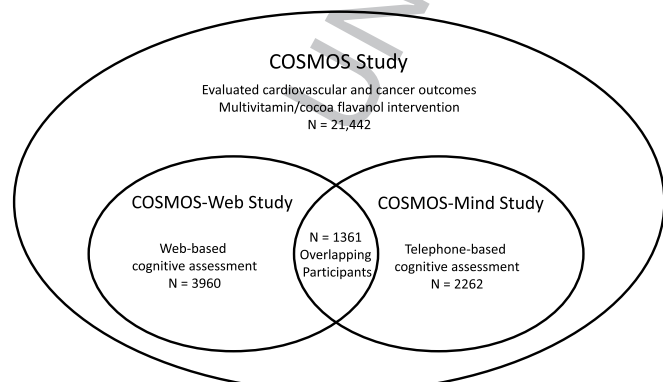 COSMOS Study
Evaluated cardiovascular and cancer outcomes
Multivitamin/cocoa flavanol intervention
N = 21,442
COSMOS-Web Study
Web-based
cognitive assessment
N = 3960
N = 1361
Overlapping
Participants
COSMOS-Mind Study
Telephone-based
cognitive assessment
N = 2262
UN